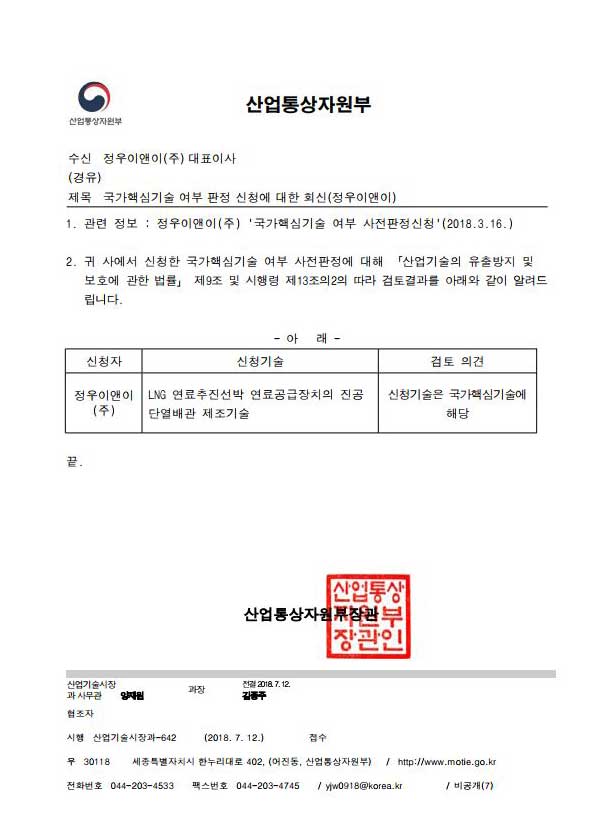 산업통상자원부
산업통상자원부
수신 정우이앤이(주) 대표이사
(경유)
제목 국가핵심기술 여부 판정 신청에 대한 회신(정우이앤이)
1. 관련 정보 : 정우이앤이(주) '국가핵심기술 여부 사전판정신청'(2018.3.16.)
2. 귀 사에서 신청한 국가핵심기술 여부 사전판정에 대해 「산업기술의 유출방지 및
보호에 관한 법률」 제9조 및 시행령 제13조의2의 따라 검토결과를 아래와 같이 알려드
립니다.
- 아 래 -
신청자 신청기술 검토 의견
정우이앤이
(주)
LNG 연료추진선박 연료공급장치의 진공
단열배관 제조기술
신청기술은 국가핵심기술에
해당
끝.
산업통상자원부장관
산업통상
자원부
장관인
산업기술시장
과 사무관 양재원 과장 전결 2018. 7. 12.
김종주
협조자
시행 산업기술시장과-642 (2018. 7. 12.) 접수
우 30118 세종특별자치시 한누리대로 402, (어진동, 산업통상자원부) / http://www.motie.go.kr
전화번호 044-203-4533 팩스번호 044-203-4745 / yjw0918@korea.kr / 비공개(7)